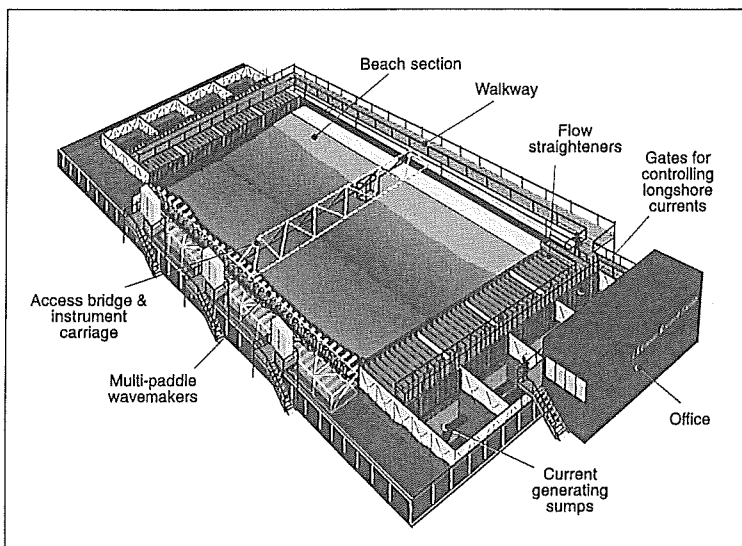 Beach section
Walkway
Flow
straighteners
Gates for
controlling
longshore
currents
Access bridge &
instrument
carriage
Multi-paddle
wavemakers
Office
Current
generating
sumps